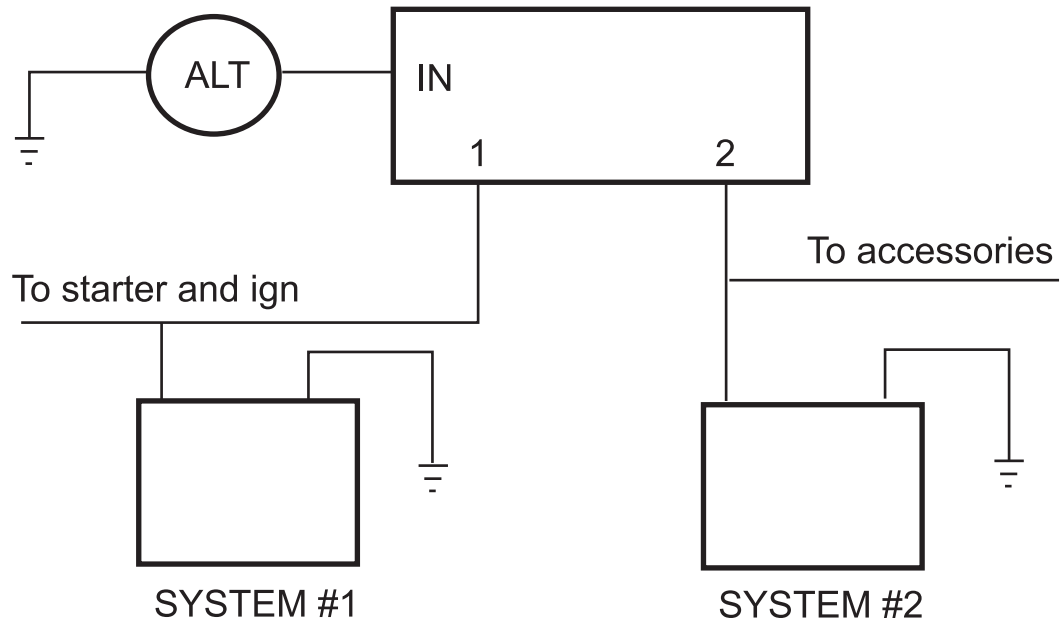 ALT
IN
1
2
To accessories
To starter and ign
SYSTEM #1
SYSTEM #2